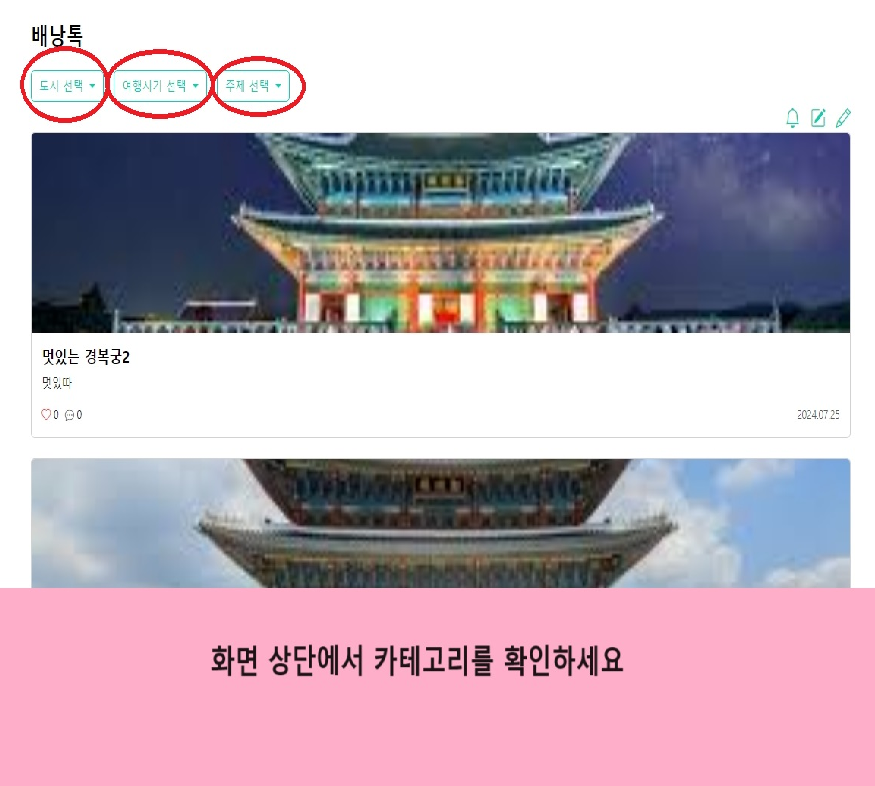 배낭톡
도시 선택
여행시기 선택
주제 선택
멋있는 경복궁2
멋있따
0 0
2024.07.25
화면 상단에서 카테고리를 확인하세요